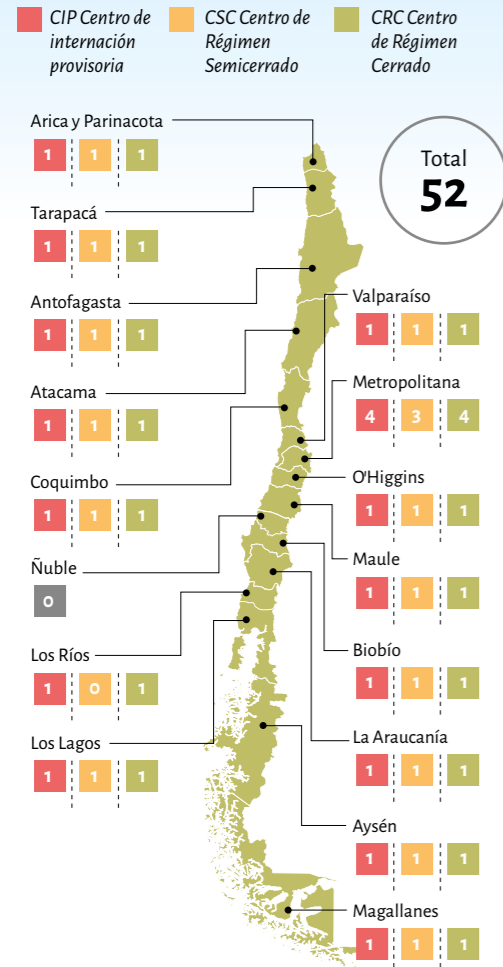 CIP Centro de
internación
provisoria
CSC Centro de
Régimen
Semicerrado
CRC Centro
de Régimen
Cerrado
Total
52
Arica y Parinacota
1 1 1
Tarapacá
1 1 1
Antofagasta
1 1 1
Atacama
1 1 1
Coquimbo
1 1 1
Ñuble
0
Los Ríos
1 0 1
Los Lagos
1 1 1
Valparaíso
1 1 1
Metropolitana
4 3 4
O'Higgins
1 1 1
Maule
1 1 1
Biobío
1 1 1
La Araucanía
1 1 1
Aysén
1 1 1
Magallanes
1 1 1